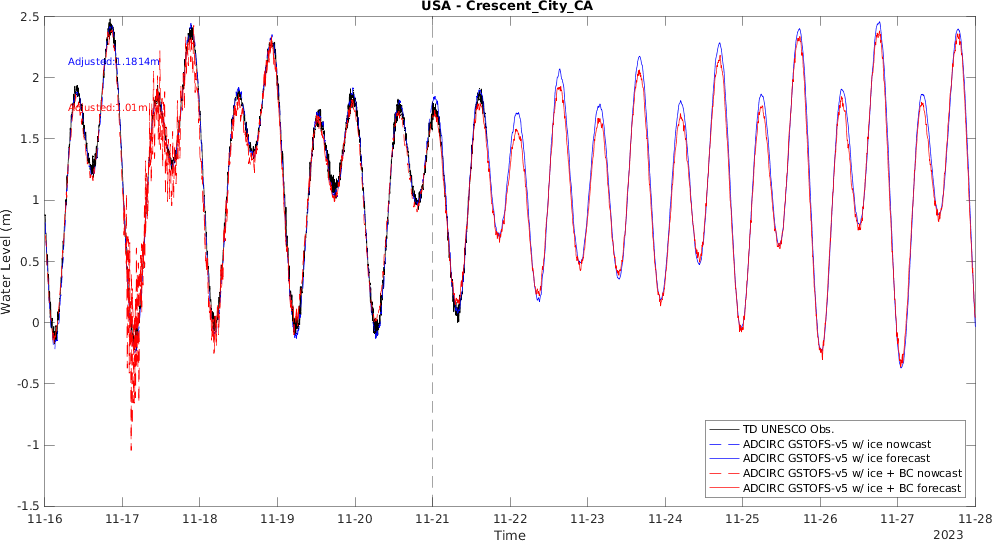 USA - Crescent_City_CA
2.5
2
1.5
1
0.5
0
-0.5
-1
-1.5
Water Level (m)
Adjusted:1.1814m
Adjusted:1.01m
TD UNESCO Obs.
ADCIRC GSTOFS-v5 w/ ice nowcast
ADCIRC GSTOFS-v5 w/ ice forecast
ADCIRC GSTOFS-v5 w/ ice + BC nowcast
ADCIRC GSTOFS-v5 w/ ice + BC forecast
11-16 11-17 11-18 11-19 11-20 11-21 11-22 11-23 11-24 11-25 11-26 11-27 11-28
Time
2023